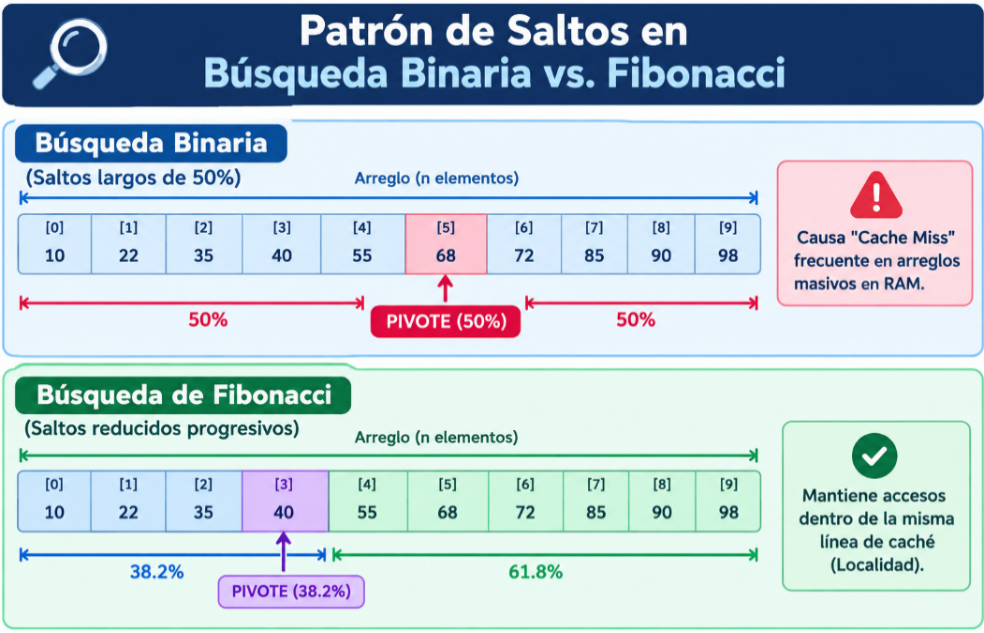 Patrón de Saltos en
Búsqueda Binaria vs. Fibonacci
Búsqueda Binaria
(Saltos largos de 50%)
Arreglo (n elementos)
[0] [1] [2] [3] [4] [5] [6] [7] [8] [9]
10 22 35 40 55 68 72 85 90 98
50%
PIVOTE (50%)
50%
Causa "Cache Miss"
frecuente en arreglos
masivos en RAM.
Búsqueda de Fibonacci
(Saltos reducidos progresivos)
Arreglo (n elementos)
[0] [1] [2] [3] [4] [5] [6] [7] [8] [9]
10 22 35 40 55 68 72 85 90 98
38.2%
PIVOTE (38.2%)
61.8%
Mantiene accesos
dentro de la misma
línea de caché
(Localidad).